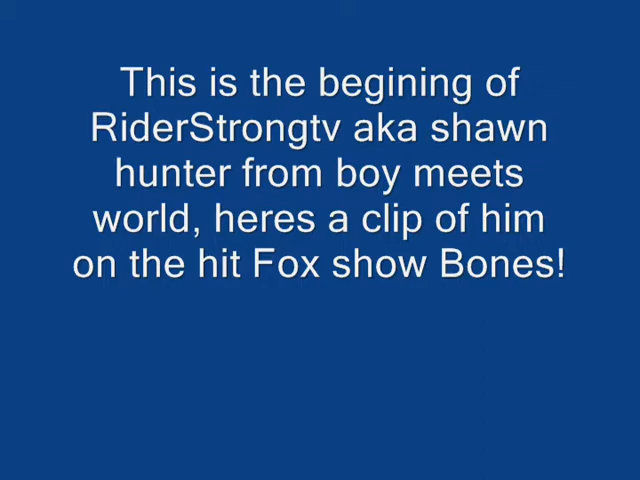 This is the begining of
RiderStrongtv aka shawn
hunter from boy meets
world, heres a clip of him
on the hit Fox show Bones!